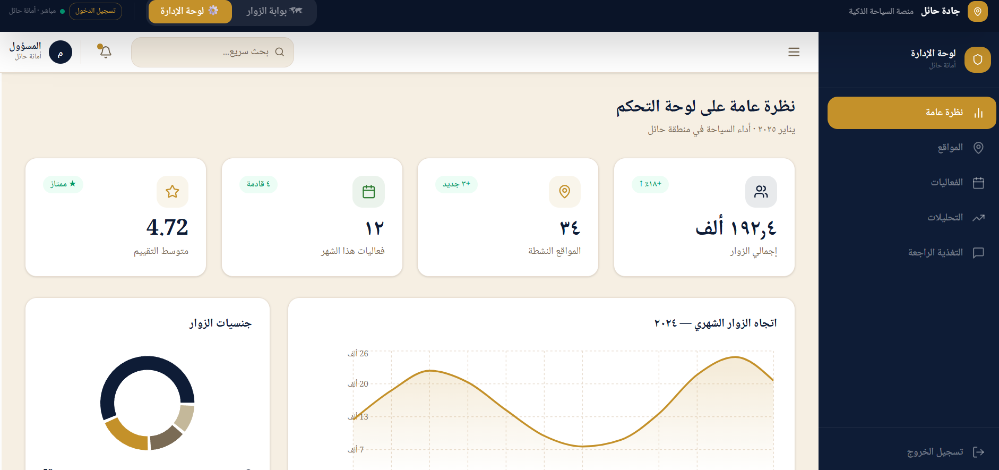 جادة حائل منصة السياحة الذكية
بوابة الزوار
لوحة الإدارة
تسجيل الدخول
مباشر · أمانة حائل
لوحة الإدارة
أمانة حائل
بحث سريع...
م
المسؤول
أمانة حائل
نظرة عامة
المواقع
الفعاليات
التحليلات
التغذية الراجعة
تسجيل الخروج
نظرة عامة على لوحة التحكم
يناير ٢٠٢٥ · أداء السياحة في منطقة حائل
+١٨٪ ↑
١٩٢٫٤ ألف
إجمالي الزوار
+٣ جديد
٣٤
المواقع النشطة
٤ قادمة
١٢
فعاليات هذا الشهر
★ ممتاز
4.72
متوسط التقييم
اتجاه الزوار الشهري — ٢٠٢٤
26 ألف
20 ألف
13 ألف
7 ألف
جنسيات الزوار